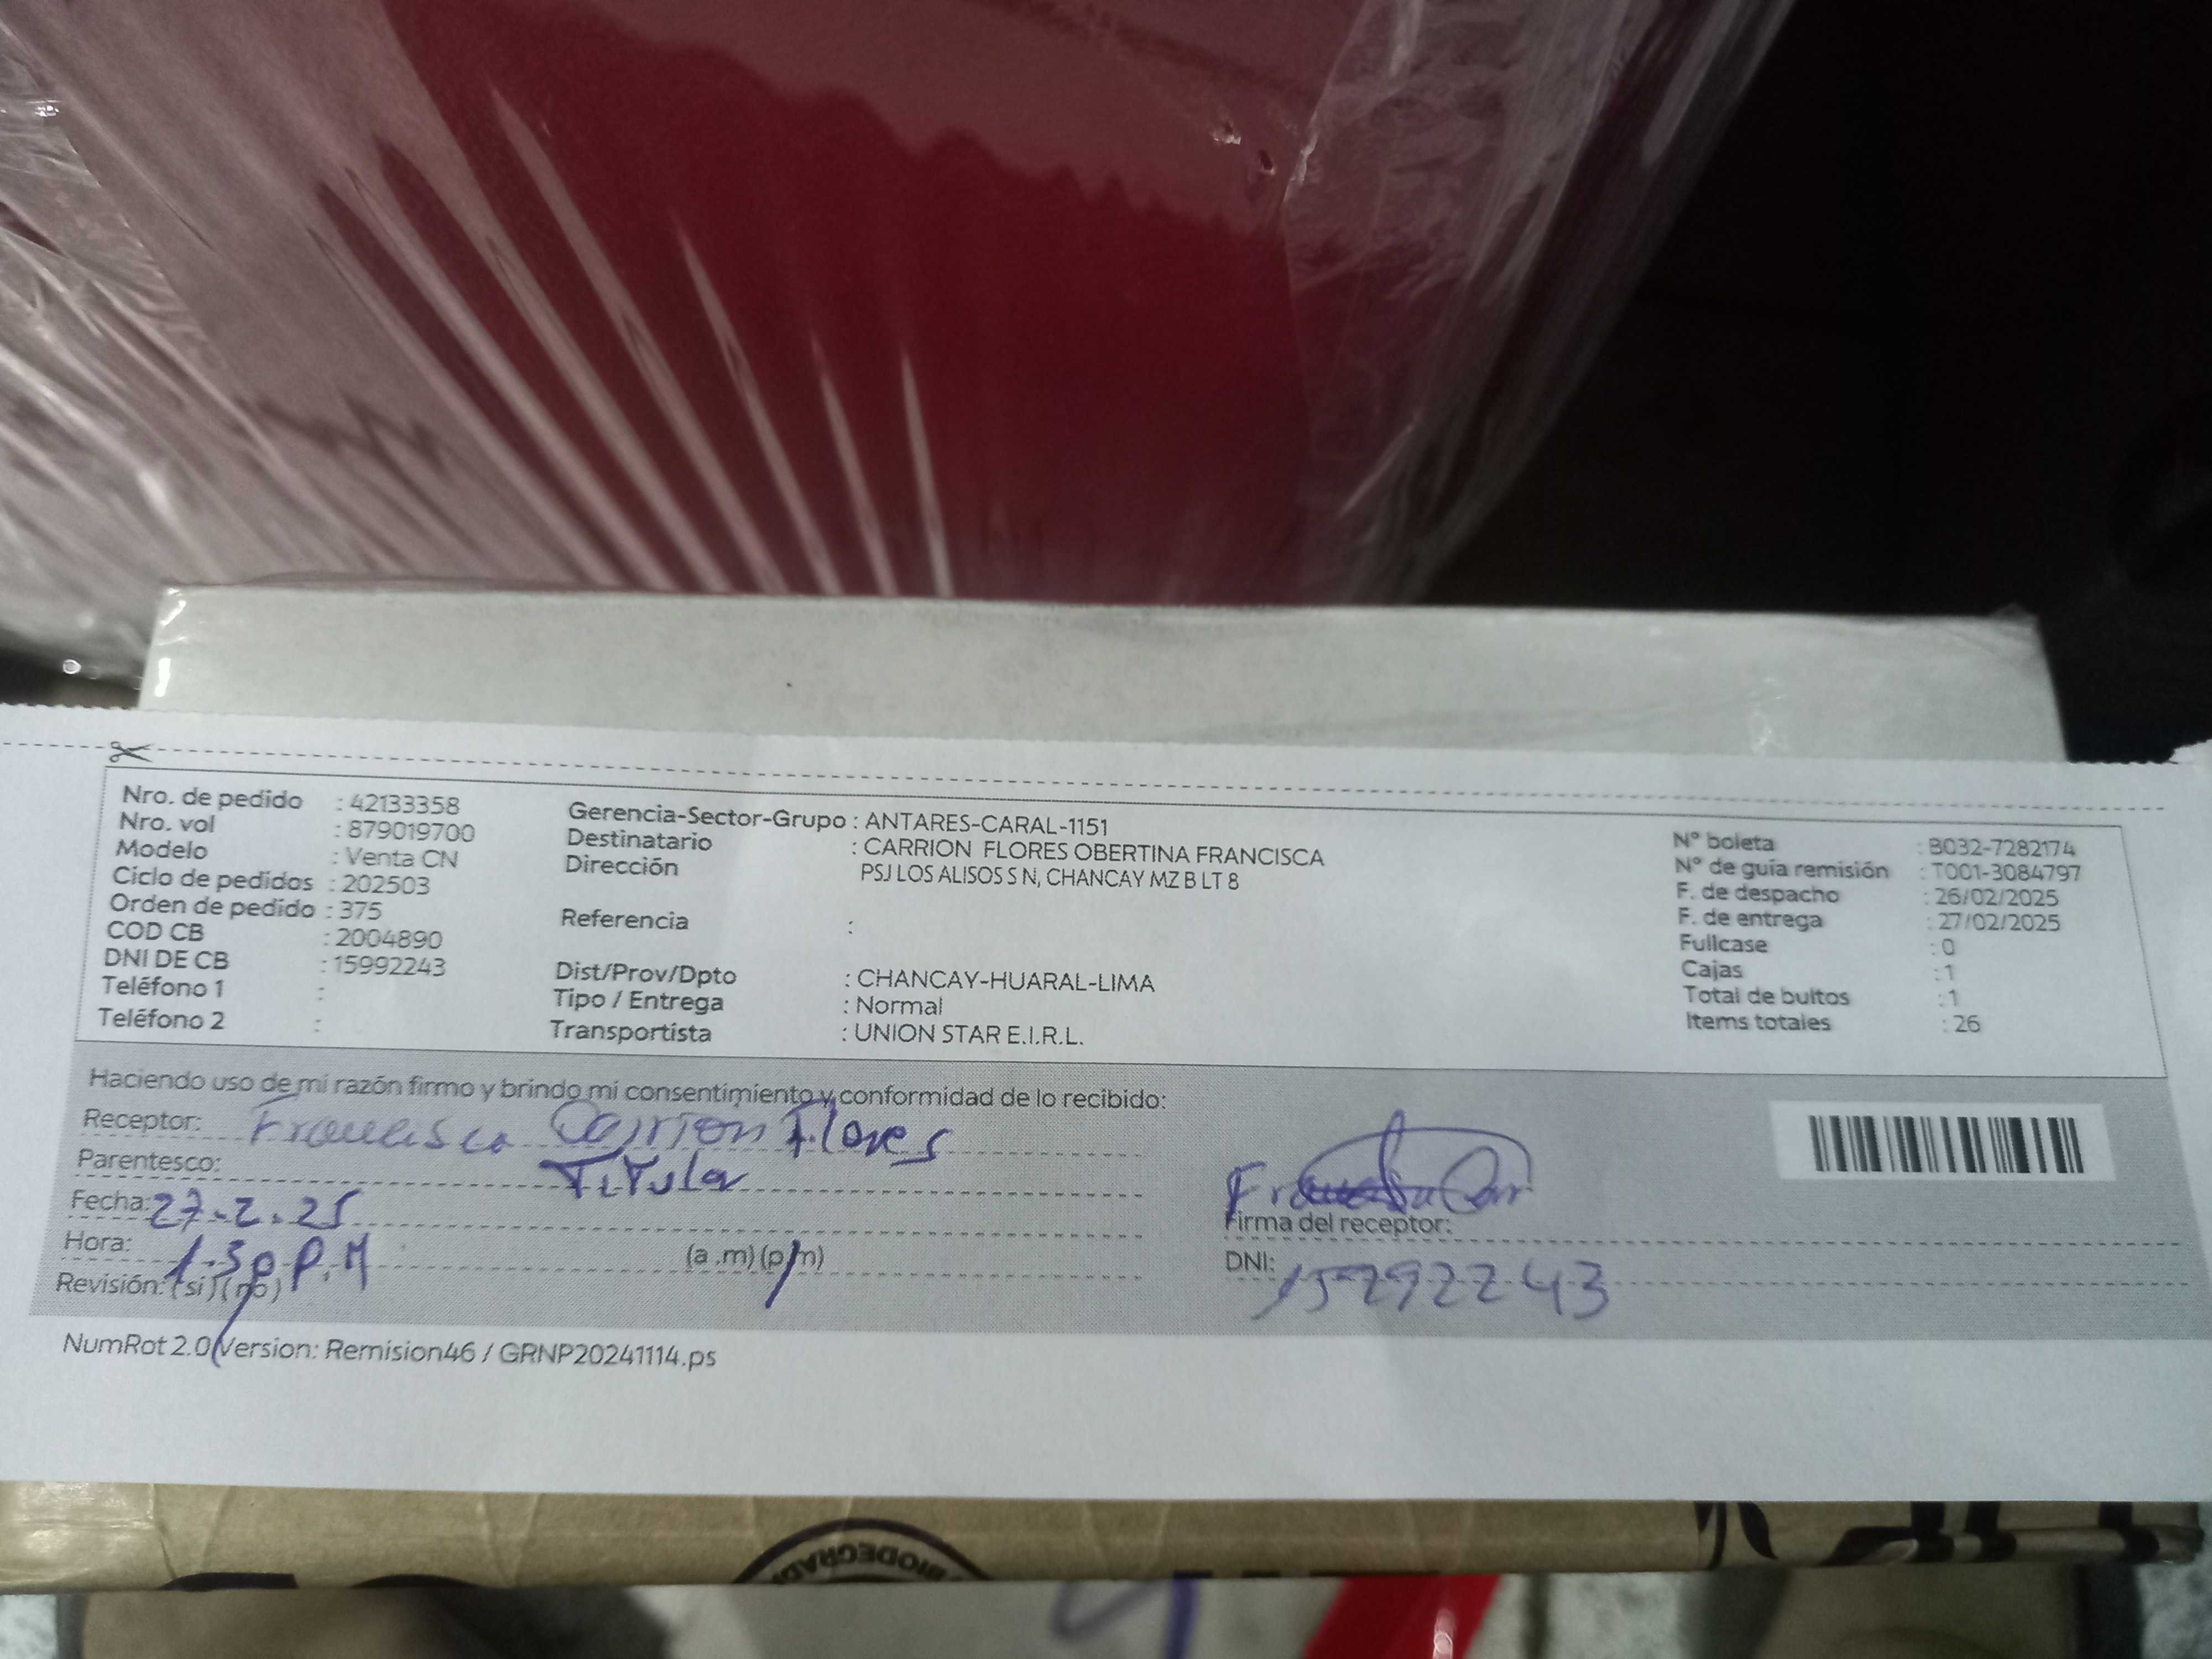 Nro. de pedido : 42133358
Nro. vol : 879019700
Modelo : Venta CN
Ciclo de pedidos : 202503
Orden de pedido : 375
COD CB : 2004890
DNI DE CB : 15992243
Teléfono 1 :
Teléfono 2 :
Gerencia-Sector-Grupo : ANTARES-CARAL-1151
Destinatario : CARRION FLORES OBERTINA FRANCISCA
Dirección PSJ LOS ALISOS S N, CHANCAY MZ B LT 8
Referencia :
Dist/Prov/Dpto : CHANCAY-HUARAL-LIMA
Tipo / Entrega : Normal
Transportista : UNION STAR E.I.R.L.
N° boleta : B032-7282174
N° de guía remisión : T001-3084797
F. de despacho : 26/02/2025
F. de entrega : 27/02/2025
Fullcase : 0
Cajas : 1
Total de bultos : 1
Items totales : 26
Haciendo uso de mi razón firmo y brindo mi consentimiento y conformidad de lo recibido:
Receptor: Francisca Carrion Flores
Parentesco: Titular
Fecha: 27-2-25
Hora: 1.30 P.M (a .m) (p.m)
Revisión: (si) (no)
Firma del receptor:
DNI: 15992243
NumRot 2.0 Version: Remision46 / GRNP20241114.ps